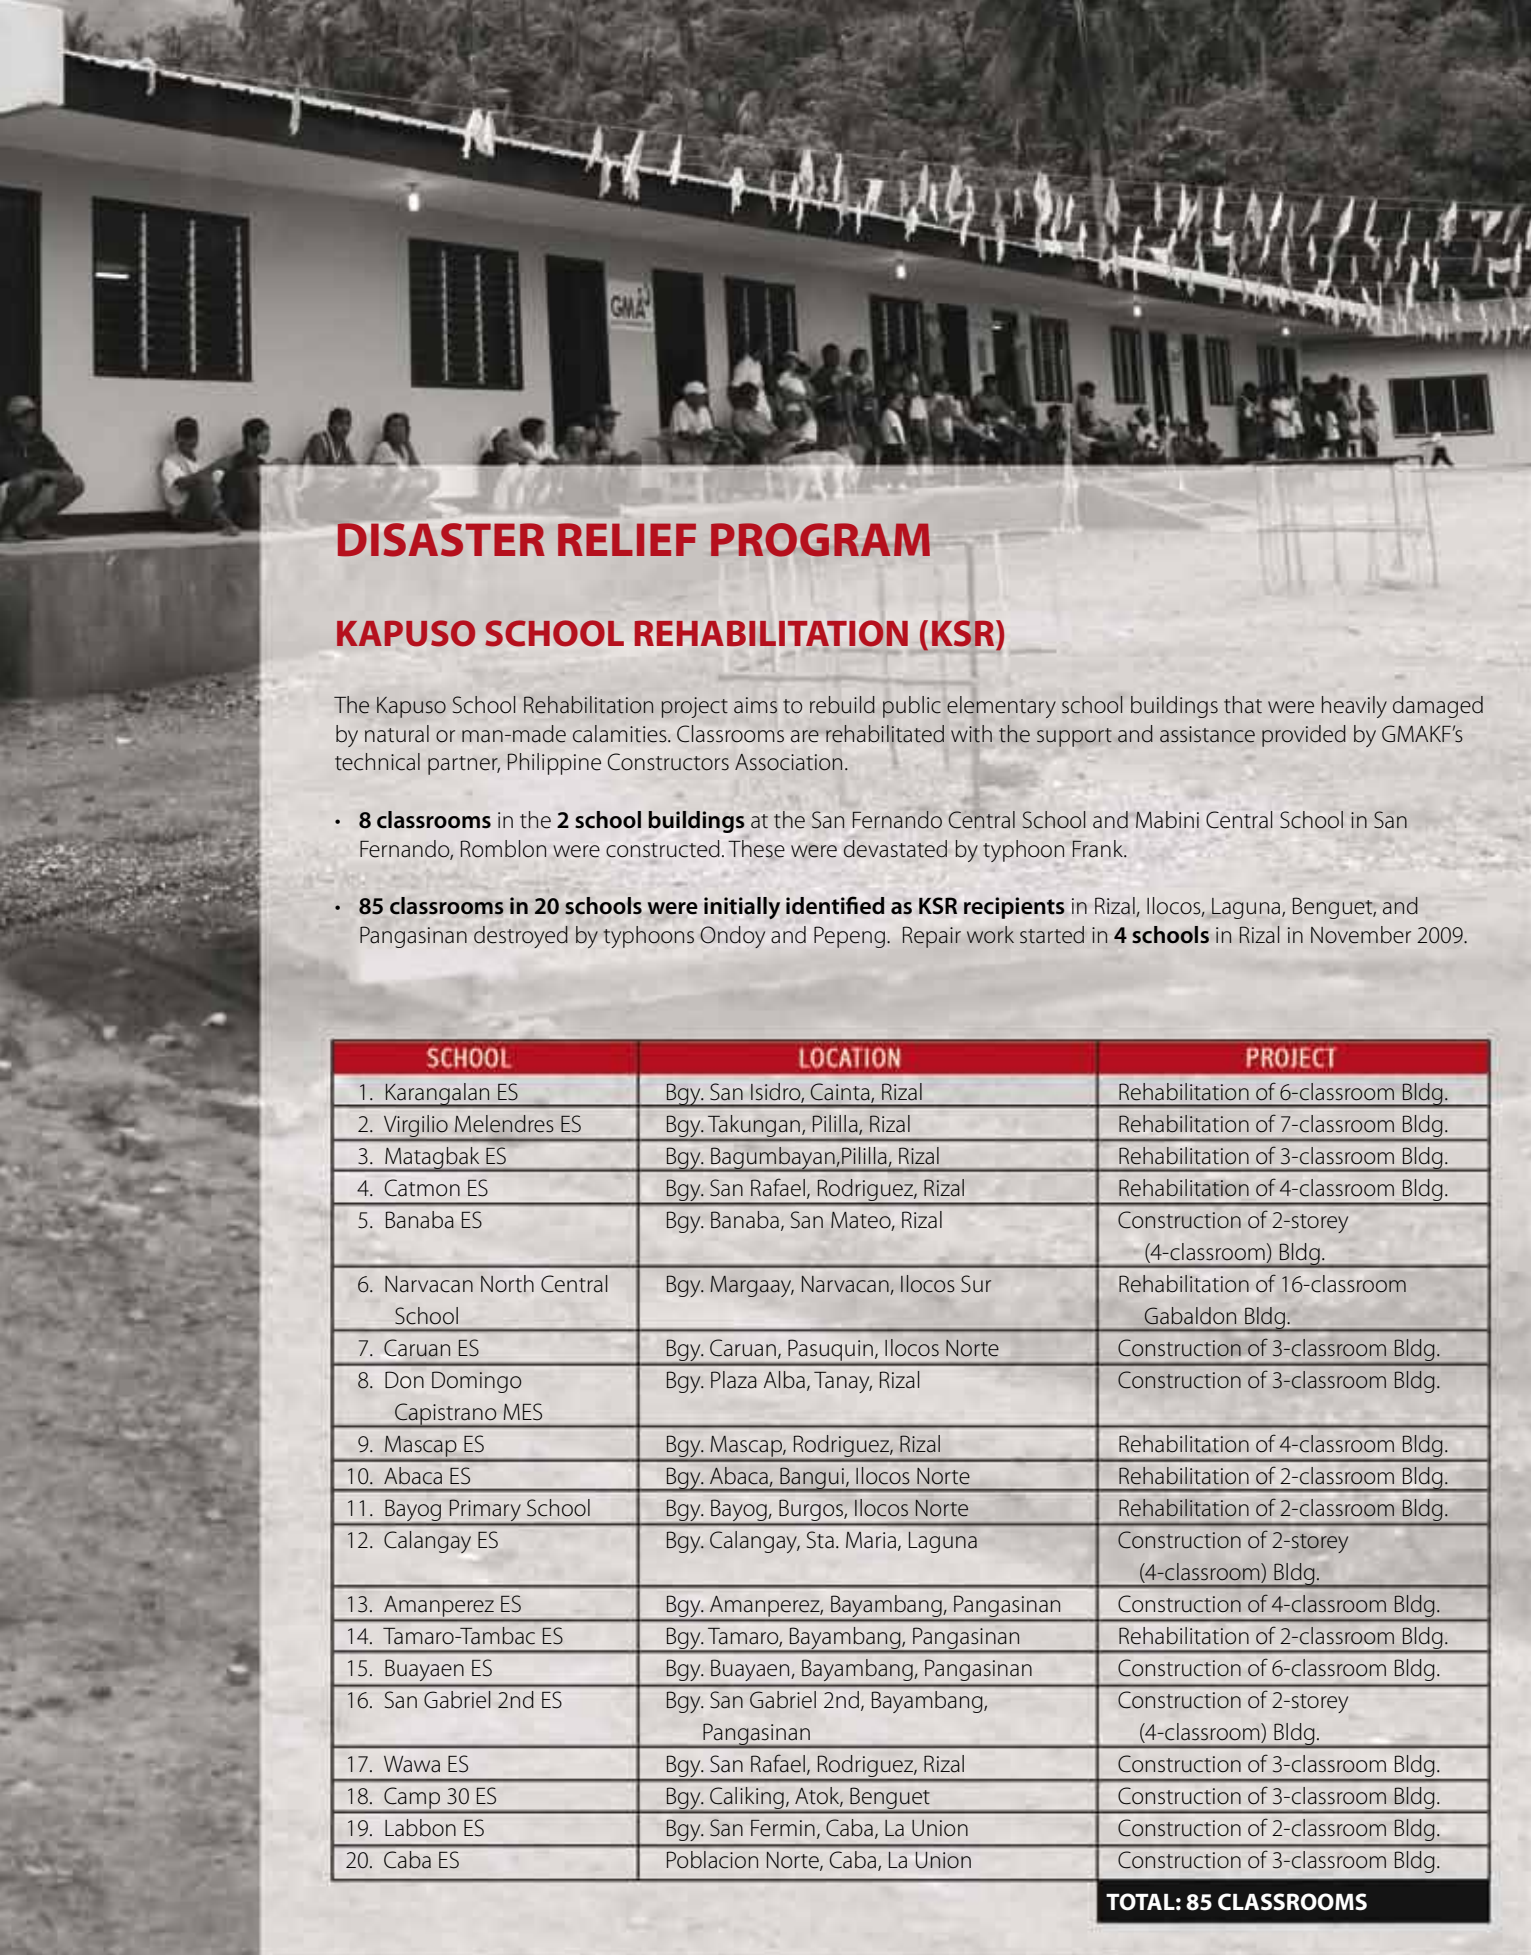 GMA
DISASTER RELIEF PROGRAM
KAPUSO SCHOOL REHABILITATION (KSR)
The Kapuso School Rehabilitation project aims to rebuild public elementary school buildings that were heavily damaged
by natural or man-made calamities. Classrooms are rehabilitated with the support and assistance provided by GMAKF's
technical partner, Philippine Constructors Association.
• 8 classrooms in the 2 school buildings at the San Fernando Central School and Mabini Central School in San
Fernando, Romblon were constructed. These were devastated by typhoon Frank.
• 85 classrooms in 20 schools were initially identified as KSR recipients in Rizal, Ilocos, Laguna, Benguet, and
Pangasinan destroyed by typhoons Ondoy and Pepeng. Repair work started in 4 schools in Rizal in November 2009.
SCHOOL LOCATION PROJECT
1. Karangalan ES Bgy. San Isidro, Cainta, Rizal Rehabilitation of 6-classroom Bldg.
2. Virgilio Melendres ES Bgy. Takungan, Pililla, Rizal Rehabilitation of 7-classroom Bldg.
3. Matagbak ES Bgy. Bagumbayan,Pililla, Rizal Rehabilitation of 3-classroom Bldg.
4. Catmon ES Bgy. San Rafael, Rodriguez, Rizal Rehabilitation of 4-classroom Bldg.
5. Banaba ES Bgy. Banaba, San Mateo, Rizal Construction of 2-storey
(4-classroom) Bldg.
6. Narvacan North Central Bgy. Margaay, Narvacan, Ilocos Sur Rehabilitation of 16-classroom
School Gabaldon Bldg.
7. Caruan ES Bgy. Caruan, Pasuquin, Ilocos Norte Construction of 3-classroom Bldg.
8. Don Domingo Bgy. Plaza Alba, Tanay, Rizal Construction of 3-classroom Bldg.
Capistrano MES
9. Mascap ES Bgy. Mascap, Rodriguez, Rizal Rehabilitation of 4-classroom Bldg.
10. Abaca ES Bgy. Abaca, Bangui, Ilocos Norte Rehabilitation of 2-classroom Bldg.
11. Bayog Primary School Bgy. Bayog, Burgos, Ilocos Norte Rehabilitation of 2-classroom Bldg.
12. Calangay ES Bgy. Calangay, Sta. Maria, Laguna Construction of 2-storey
(4-classroom) Bldg.
13. Amanperez ES Bgy. Amanperez, Bayambang, Pangasinan Construction of 4-classroom Bldg.
14. Tamaro-Tambac ES Bgy. Tamaro, Bayambang, Pangasinan Rehabilitation of 2-classroom Bldg.
15. Buayaen ES Bgy. Buayaen, Bayambang, Pangasinan Construction of 6-classroom Bldg.
16. San Gabriel 2nd ES Bgy. San Gabriel 2nd, Bayambang, Construction of 2-storey
Pangasinan (4-classroom) Bldg.
17. Wawa ES Bgy. San Rafael, Rodriguez, Rizal Construction of 3-classroom Bldg.
18. Camp 30 ES Bgy. Caliking, Atok, Benguet Construction of 3-classroom Bldg.
19. Labbon ES Bgy. San Fermin, Caba, La Union Construction of 2-classroom Bldg.
20. Caba ES Poblacion Norte, Caba, La Union Construction of 3-classroom Bldg.
TOTAL: 85 CLASSROOMS